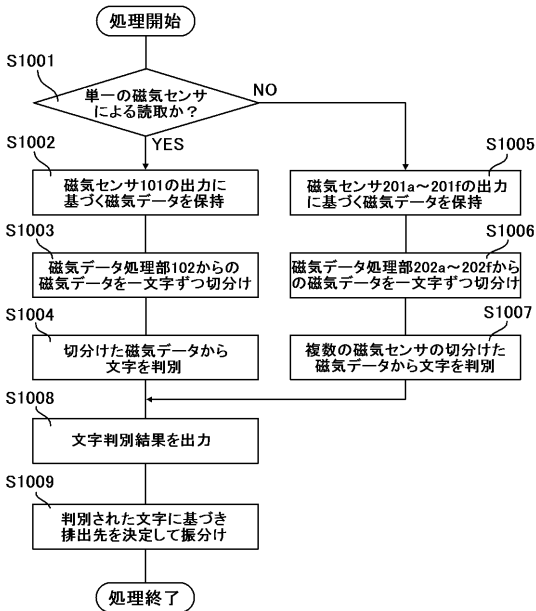 処理開始
S1001
単一の磁気センサ
による読取か？
NO
YES
S1002
磁気センサ101の出力に
基づく磁気データを保持
S1003
磁気データ処理部102からの
磁気データを一文字ずつ切分け
S1004
切分けた磁気データから
文字を判別
S1005
磁気センサ201a～201fの出力
に基づく磁気データを保持
S1006
磁気データ処理部202a～202fから
の磁気データを一文字ずつ切分け
S1007
複数の磁気センサの切分けた
磁気データから文字を判別
S1008
文字判別結果を出力
S1009
判別された文字に基づき
排出先を決定して振分け
処理終了